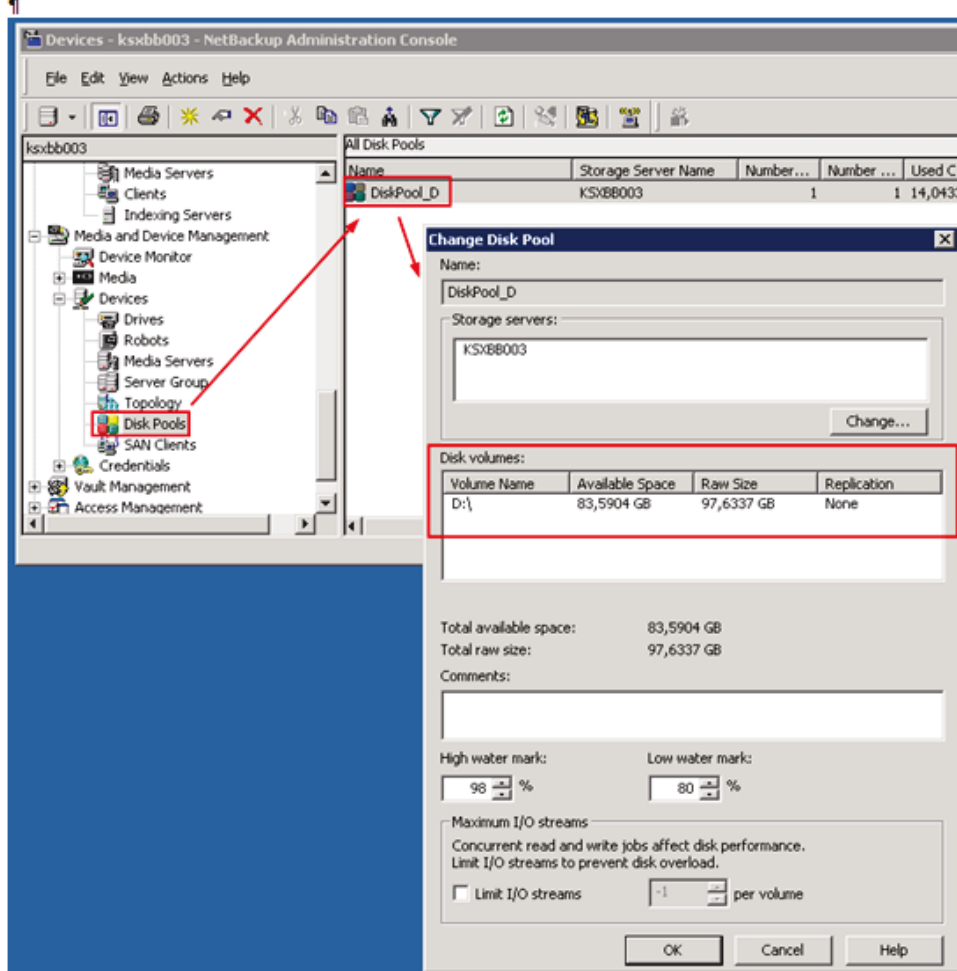 ¶
Devices - ksxbb003 - NetBackup Administration Console
File Edit View Actions Help
ksxbb003
All Disk Pools
Media Servers
Clients
Indexing Servers
Media and Device Management
Device Monitor
Media
Devices
Drives
Robots
Media Servers
Server Group
Topology
Disk Pools
SAN Clients
Credentials
Vault Management
Access Management
Name Storage Server Name Number... Number ... Used C
DiskPool_D KSXBB003 1 1 14,043
Change Disk Pool
Name:
DiskPool_D
Storage servers:
KSXBB003
Change...
Disk volumes:
Volume Name Available Space Raw Size Replication
D:\ 83,5904 GB 97,6337 GB None
Total available space: 83,5904 GB
Total raw size: 97,6337 GB
Comments:
High water mark: Low water mark:
98 % 80 %
Maximum I/O streams
Concurrent read and write jobs affect disk performance.
Limit I/O streams to prevent disk overload.
Limit I/O streams -1 per volume
OK Cancel Help